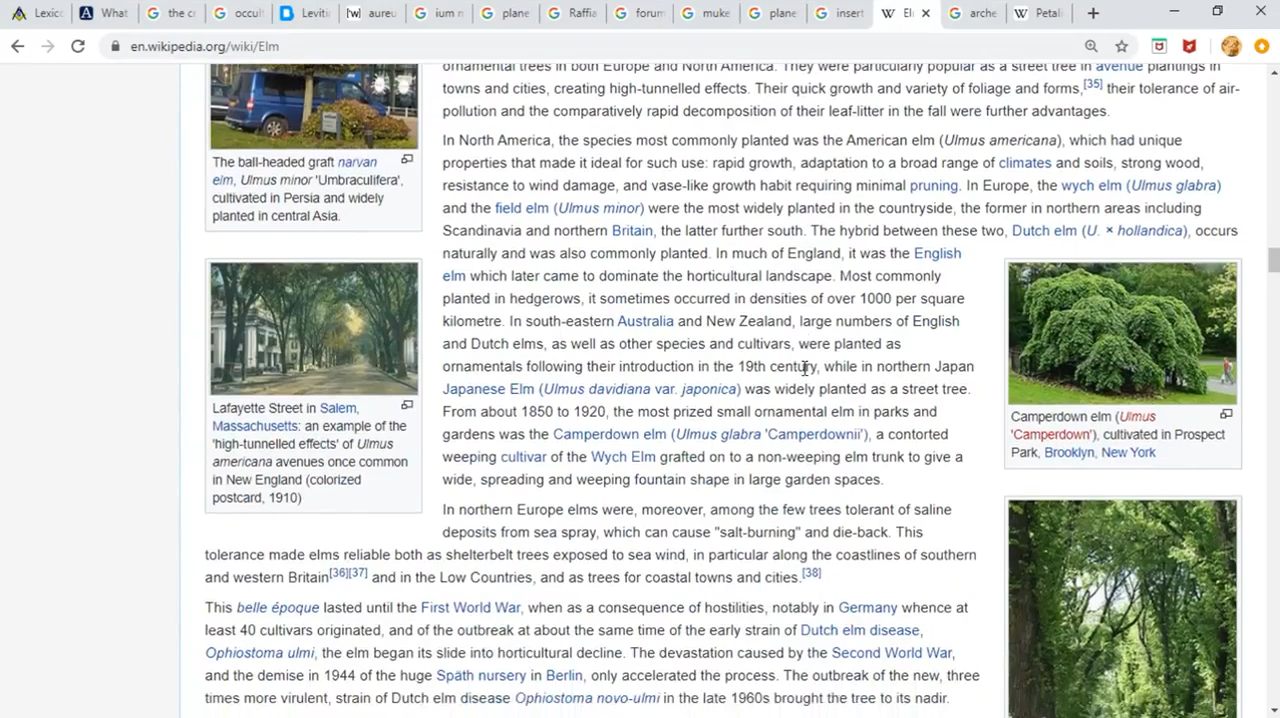 Lexico
What
the c
occult
Levit
[w] aureu
ium n
plane
Raffia
forum
muke
plane
insert
W El
arche
W Petali
en.wikipedia.org/wiki/Elm
ornamental trees in both Europe and North America. They were particularly popular as a street tree in avenue plantings in
towns and cities, creating high-tunnelled effects. Their quick growth and variety of foliage and forms,[35] their tolerance of air-
pollution and the comparatively rapid decomposition of their leaf-litter in the fall were further advantages.
In North America, the species most commonly planted was the American elm (Ulmus americana), which had unique
properties that made it ideal for such use: rapid growth, adaptation to a broad range of climates and soils, strong wood,
resistance to wind damage, and vase-like growth habit requiring minimal pruning. In Europe, the wych elm (Ulmus glabra)
and the field elm (Ulmus minor) were the most widely planted in the countryside, the former in northern areas including
Scandinavia and northern Britain, the latter further south. The hybrid between these two, Dutch elm (U. × hollandica), occurs
naturally and was also commonly planted. In much of England, it was the English
elm which later came to dominate the horticultural landscape. Most commonly
planted in hedgerows, it sometimes occurred in densities of over 1000 per square
kilometre. In south-eastern Australia and New Zealand, large numbers of English
and Dutch elms, as well as other species and cultivars, were planted as
ornamentals following their introduction in the 19th century, while in northern Japan
Japanese Elm (Ulmus davidiana var. japonica) was widely planted as a street tree.
From about 1850 to 1920, the most prized small ornamental elm in parks and
gardens was the Camperdown elm (Ulmus glabra 'Camperdownii'), a contorted
weeping cultivar of the Wych Elm grafted on to a non-weeping elm trunk to give a
wide, spreading and weeping fountain shape in large garden spaces.
In northern Europe elms were, moreover, among the few trees tolerant of saline
deposits from sea spray, which can cause "salt-burning" and die-back. This
tolerance made elms reliable both as shelterbelt trees exposed to sea wind, in particular along the coastlines of southern
and western Britain[36][37] and in the Low Countries, and as trees for coastal towns and cities.[38]
This belle époque lasted until the First World War, when as a consequence of hostilities, notably in Germany whence at
least 40 cultivars originated, and of the outbreak at about the same time of the early strain of Dutch elm disease,
Ophiostoma ulmi, the elm began its slide into horticultural decline. The devastation caused by the Second World War,
and the demise in 1944 of the huge Späth nursery in Berlin, only accelerated the process. The outbreak of the new, three
times more virulent, strain of Dutch elm disease Ophiostoma novo-ulmi in the late 1960s brought the tree to its nadir.
The ball-headed graft narvan
elm, Ulmus minor 'Umbraculifera',
cultivated in Persia and widely
planted in central Asia.
Lafayette Street in Salem,
Massachusetts: an example of the
'high-tunnelled effects' of Ulmus
americana avenues once common
in New England (colorized
postcard, 1910)
Camperdown elm (Ulmus
'Camperdown'), cultivated in Prospect
Park, Brooklyn, New York